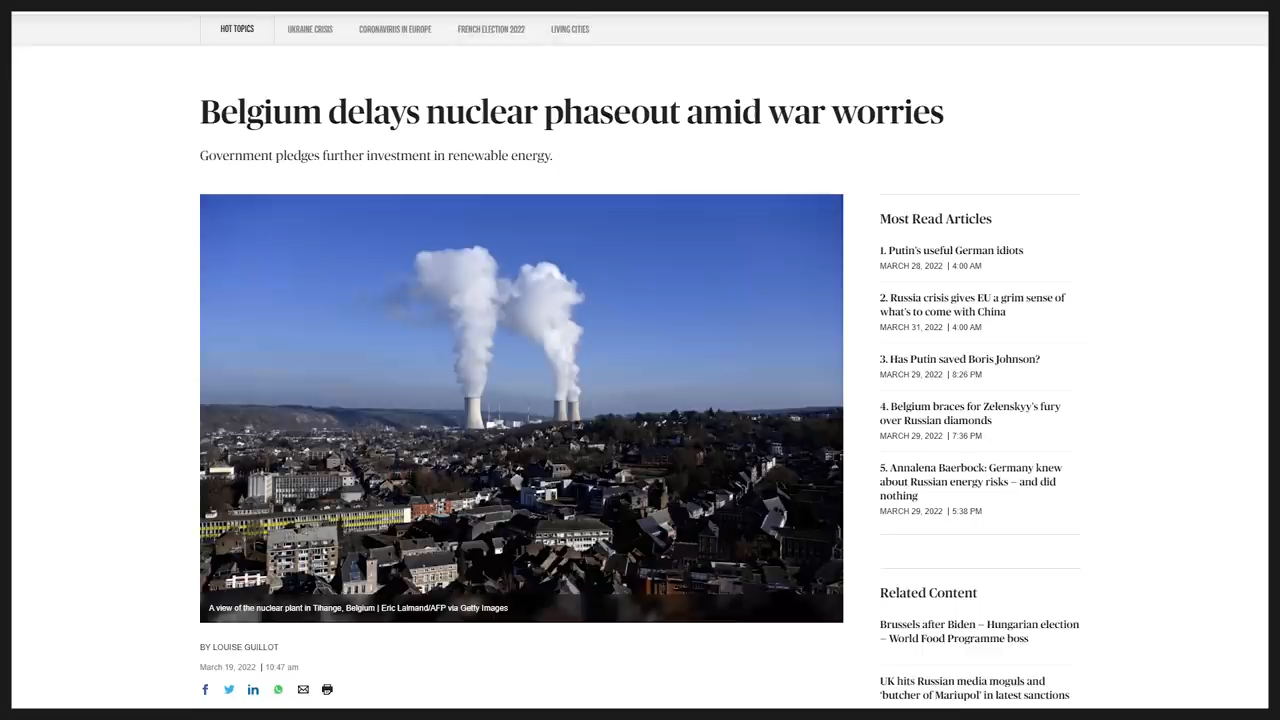 HOT TOPICS UKRAINE CRISIS CORONAVIRUS IN EUROPE FRENCH ELECTION 2022 LIVING CITIES
Belgium delays nuclear phaseout amid war worries
Government pledges further investment in renewable energy.
A view of the nuclear plant in Tihange, Belgium | Eric Lalmand/AFP via Getty Images
BY LOUISE GUILLOT
March 19, 2022 | 10:47 am
Most Read Articles
1. Putin's useful German idiots
MARCH 28, 2022 | 4:00 AM
2. Russia crisis gives EU a grim sense of
what's to come with China
MARCH 31, 2022 | 4:00 AM
3. Has Putin saved Boris Johnson?
MARCH 29, 2022 | 8:26 PM
4. Belgium braces for Zelenskyy's fury
over Russian diamonds
MARCH 29, 2022 | 7:36 PM
5. Annalena Baerbock: Germany knew
about Russian energy risks – and did
nothing
MARCH 29, 2022 | 5:38 PM
Related Content
Brussels after Biden – Hungarian election
– World Food Programme boss
UK hits Russian media moguls and
'butcher of Mariupol' in latest sanctions